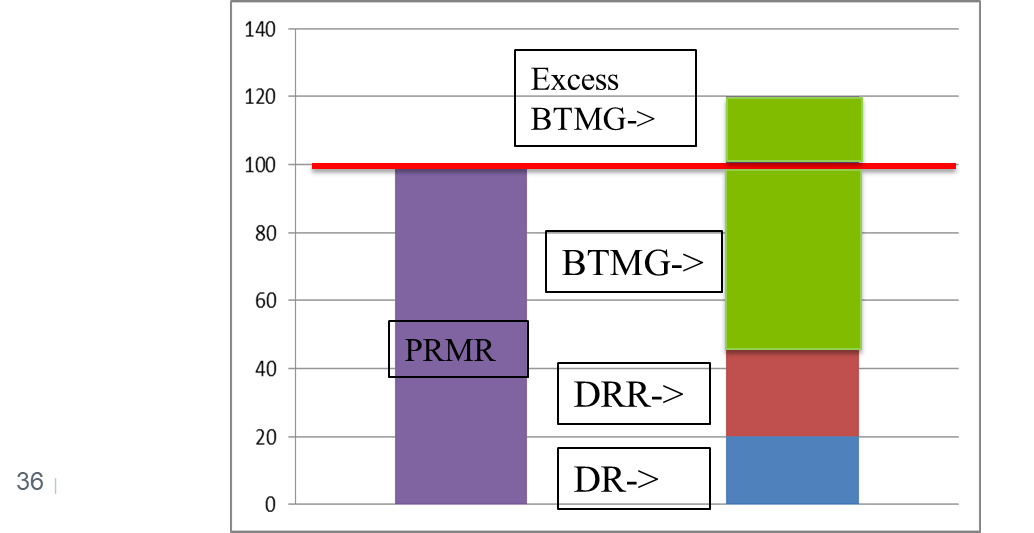 140
120
100
80
60
40
20
0
Excess
BTMG->
BTMG->
PRMR
DRR->
DR->
36 |